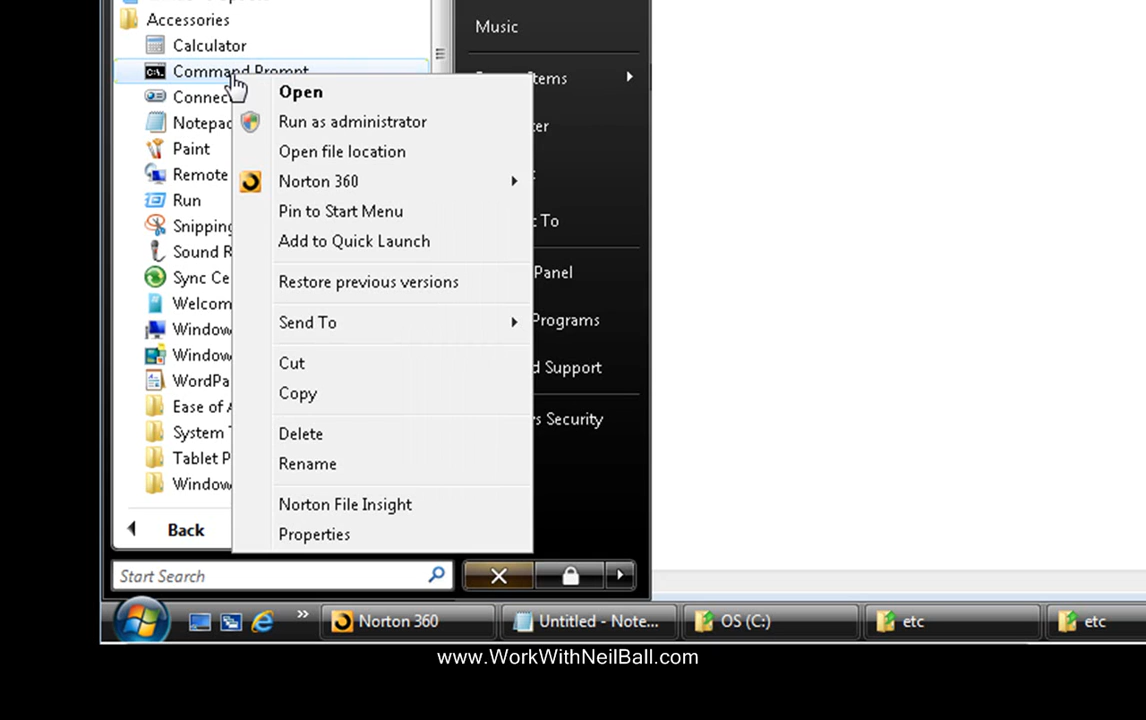 Accessories
Calculator
Command Prompt
Connec
Notepad
Paint
Remote
Run
Snipping
Sound R
Sync Ce
Welcom
Window
Window
WordPa
Ease of A
System T
Tablet P
Window
Back
Start Search
Open
Run as administrator
Open file location
Norton 360
Pin to Start Menu
Add to Quick Launch
Restore previous versions
Send To
Cut
Copy
Delete
Rename
Norton File Insight
Properties
Music
tems
ter
t To
Panel
Programs
d Support
s Security
Norton 360
Untitled - Note...
OS (C:)
etc
etc
www.WorkWithNeilBall.com